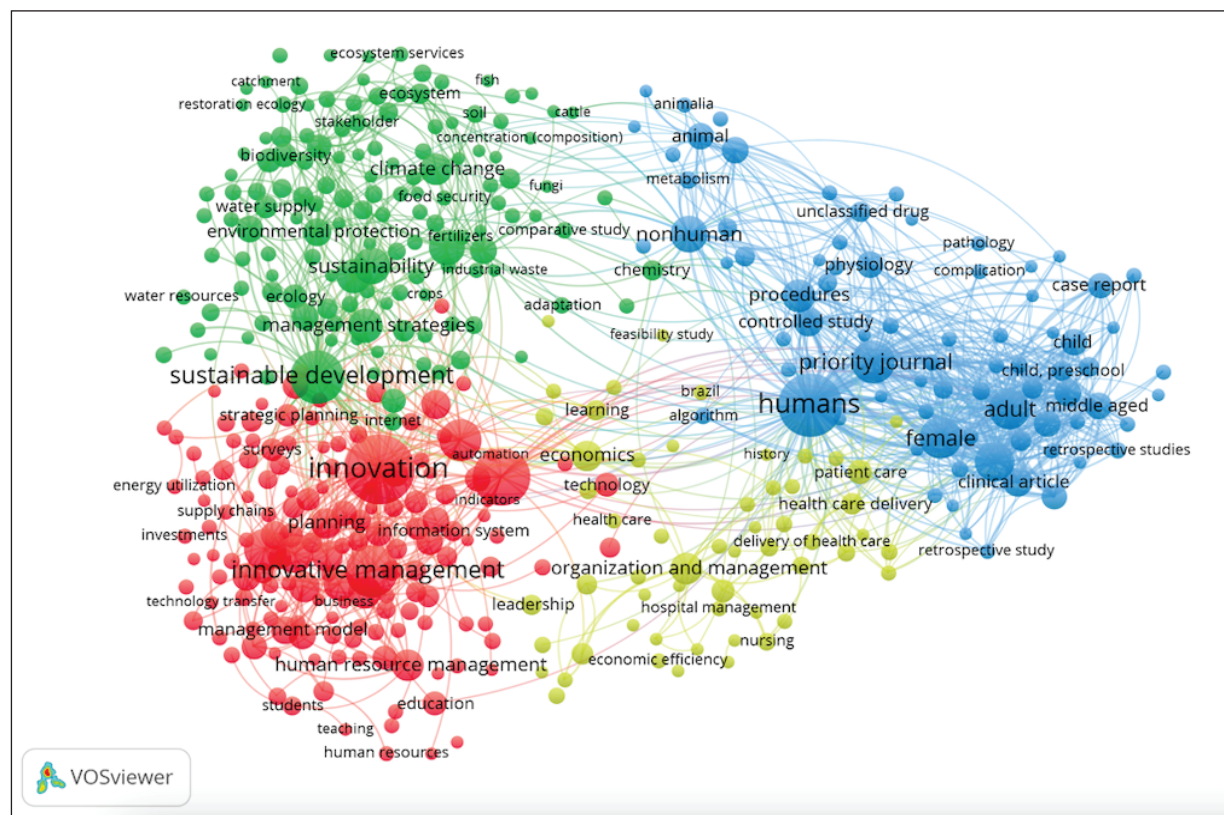 ecosystem services
catchment
fish
ecosystem
restoration ecology
animalia
soil
cattle
stakeholder
concentration (composition)
animal
biodiversity
climate change
metabolism
fungi
food security
water supply
unclassified drug
environmental protection
fertilizers
comparative study
nonhuman
pathology
sustainability
industrial waste
chemistry
physiology
complication
case report
water resources
ecology
crops
adaptation
procedures
management strategies
feasibility study
controlled study
child
priority journal
child, preschool
sustainable development
brazil
humans
adult
middle aged
strategic planning
internet
learning
algorithm
female
surveys
automation
economics
history
retrospective studies
innovation
patient care
energy utilization
technology
clinical article
indicators
supply chains
health care delivery
planning
health care
investments
information system
delivery of health care
retrospective study
innovative management
organization and management
technology transfer
business
leadership
hospital management
management model
nursing
human resource management
economic efficiency
students
education
teaching
human resources
VOSviewer